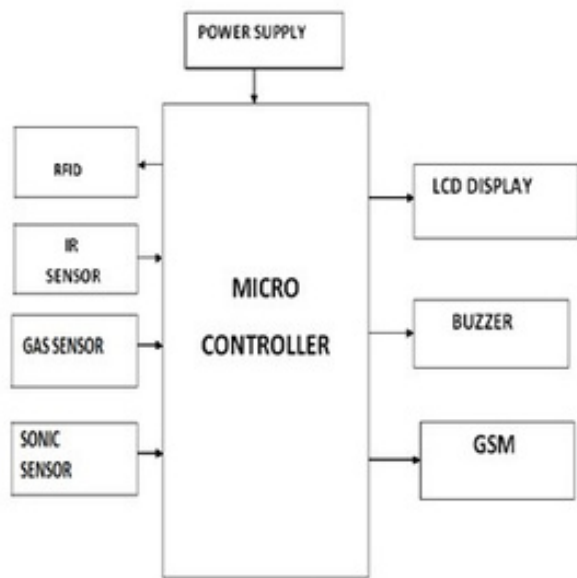 POWER SUPPLY
RFID
IR
SENSOR
GAS SENSOR
SONIC
SENSOR
MICRO
CONTROLLER
LCD DISPLAY
BUZZER
GSM